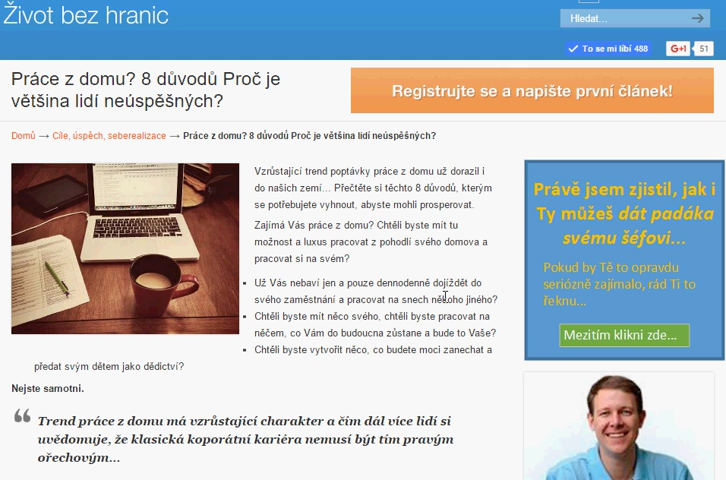 Život bez hranic
Hledat...
To se mi líbí 488
G+1 51
Práce z domu? 8 důvodů Proč je
většina lidí neúspěšných?
Registrujte se a napište první článek!
Domů → Cíle, úspěch, seberealizace → Práce z domu? 8 důvodů Proč je většina lidí neúspěšných?
Vzrůstající trend poptávky práce z domu už dorazil i
do našich zemí... Přečtěte si těchto 8 důvodů, kterým
se potřebujete vyhnout, abyste mohli prosperovat.
Zajímá Vás práce z domu? Chtěli byste mít tu
možnost a luxus pracovat z pohodlí svého domova a
pracovat si na svém?
Už Vás nebaví jen a pouze dennodenně dojíždět do
svého zaměstnání a pracovat na snech někoho jiného?
Chtěli byste mít něco svého, chtěli byste pracovat na
něčem, co Vám do budoucna zůstane a bude to Vaše?
Chtěli byste vytvořit něco, co budete moci zanechat a
předat svým dětem jako dědictví?
Nejste samotni.
Trend práce z domu má vzrůstající charakter a čím dál více lidí si
uvědomuje, že klasická koporátní kariéra nemusí být tím pravým
ořechovým...
Právě jsem zjistil, jak i
Ty můžeš dát padáka
svému šéfovi...
Pokud by Tě to opravdu
seriózně zajímalo, rád Ti to
řeknu...
Mezitím klikni zde...